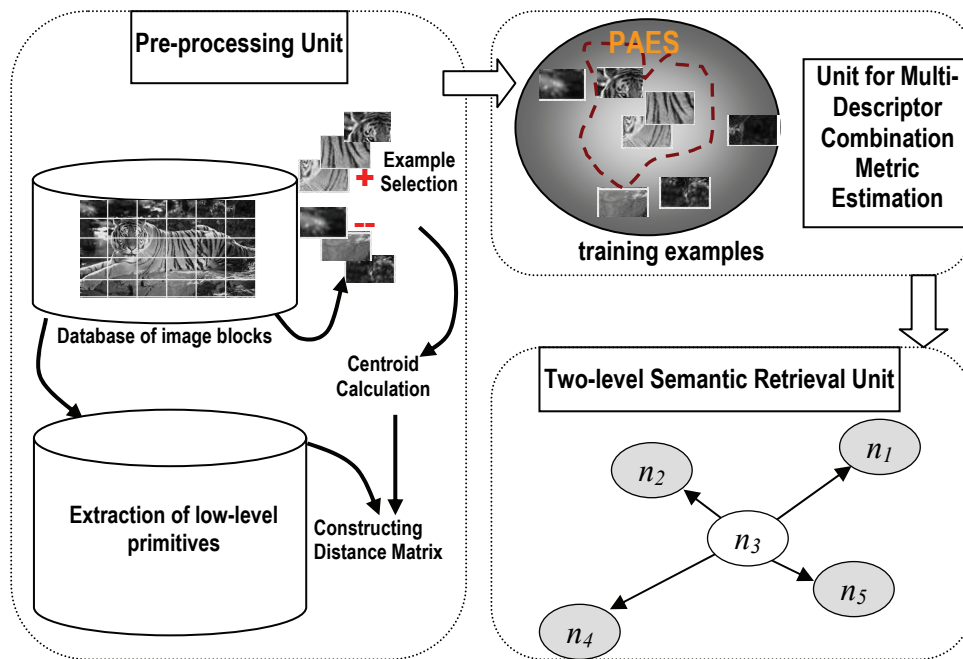 Pre-processing Unit
+
Example
Selection
--
Database of image blocks
Centroid
Calculation
Extraction of low-level
primitives
Constructing
Distance Matrix
PAES
training examples
Unit for Multi-
Descriptor
Combination
Metric
Estimation
Two-level Semantic Retrieval Unit
n1
n2
n3
n5
n4